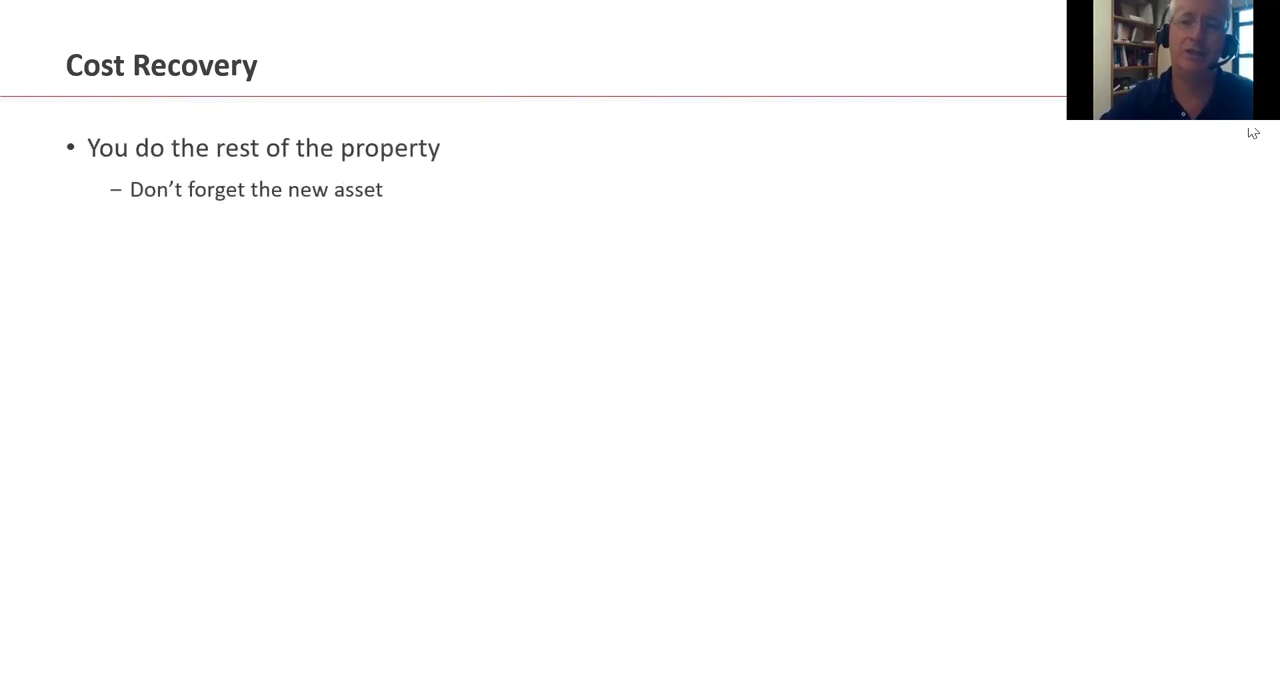 Cost Recovery
• You do the rest of the property
– Don’t forget the new asset